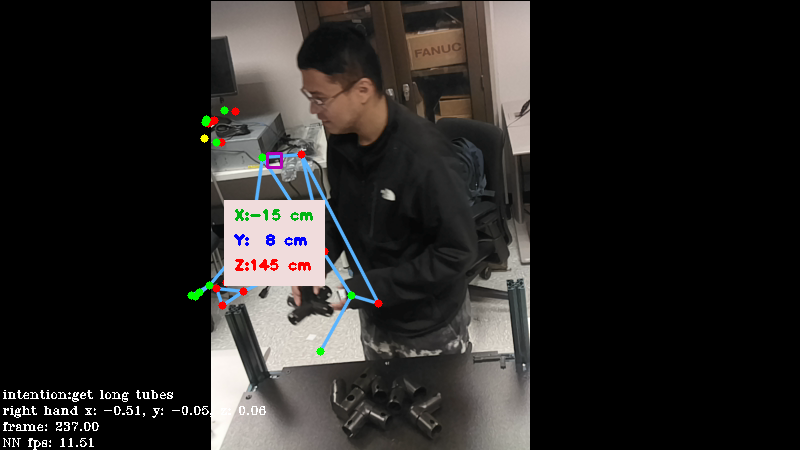 FANUC
X:-15 cm
Y: 8 cm
Z:145 cm
intention:get long tubes
right hand x: -0.51, y: -0.05, z: 0.06
frame: 237.00
NN fps: 11.51